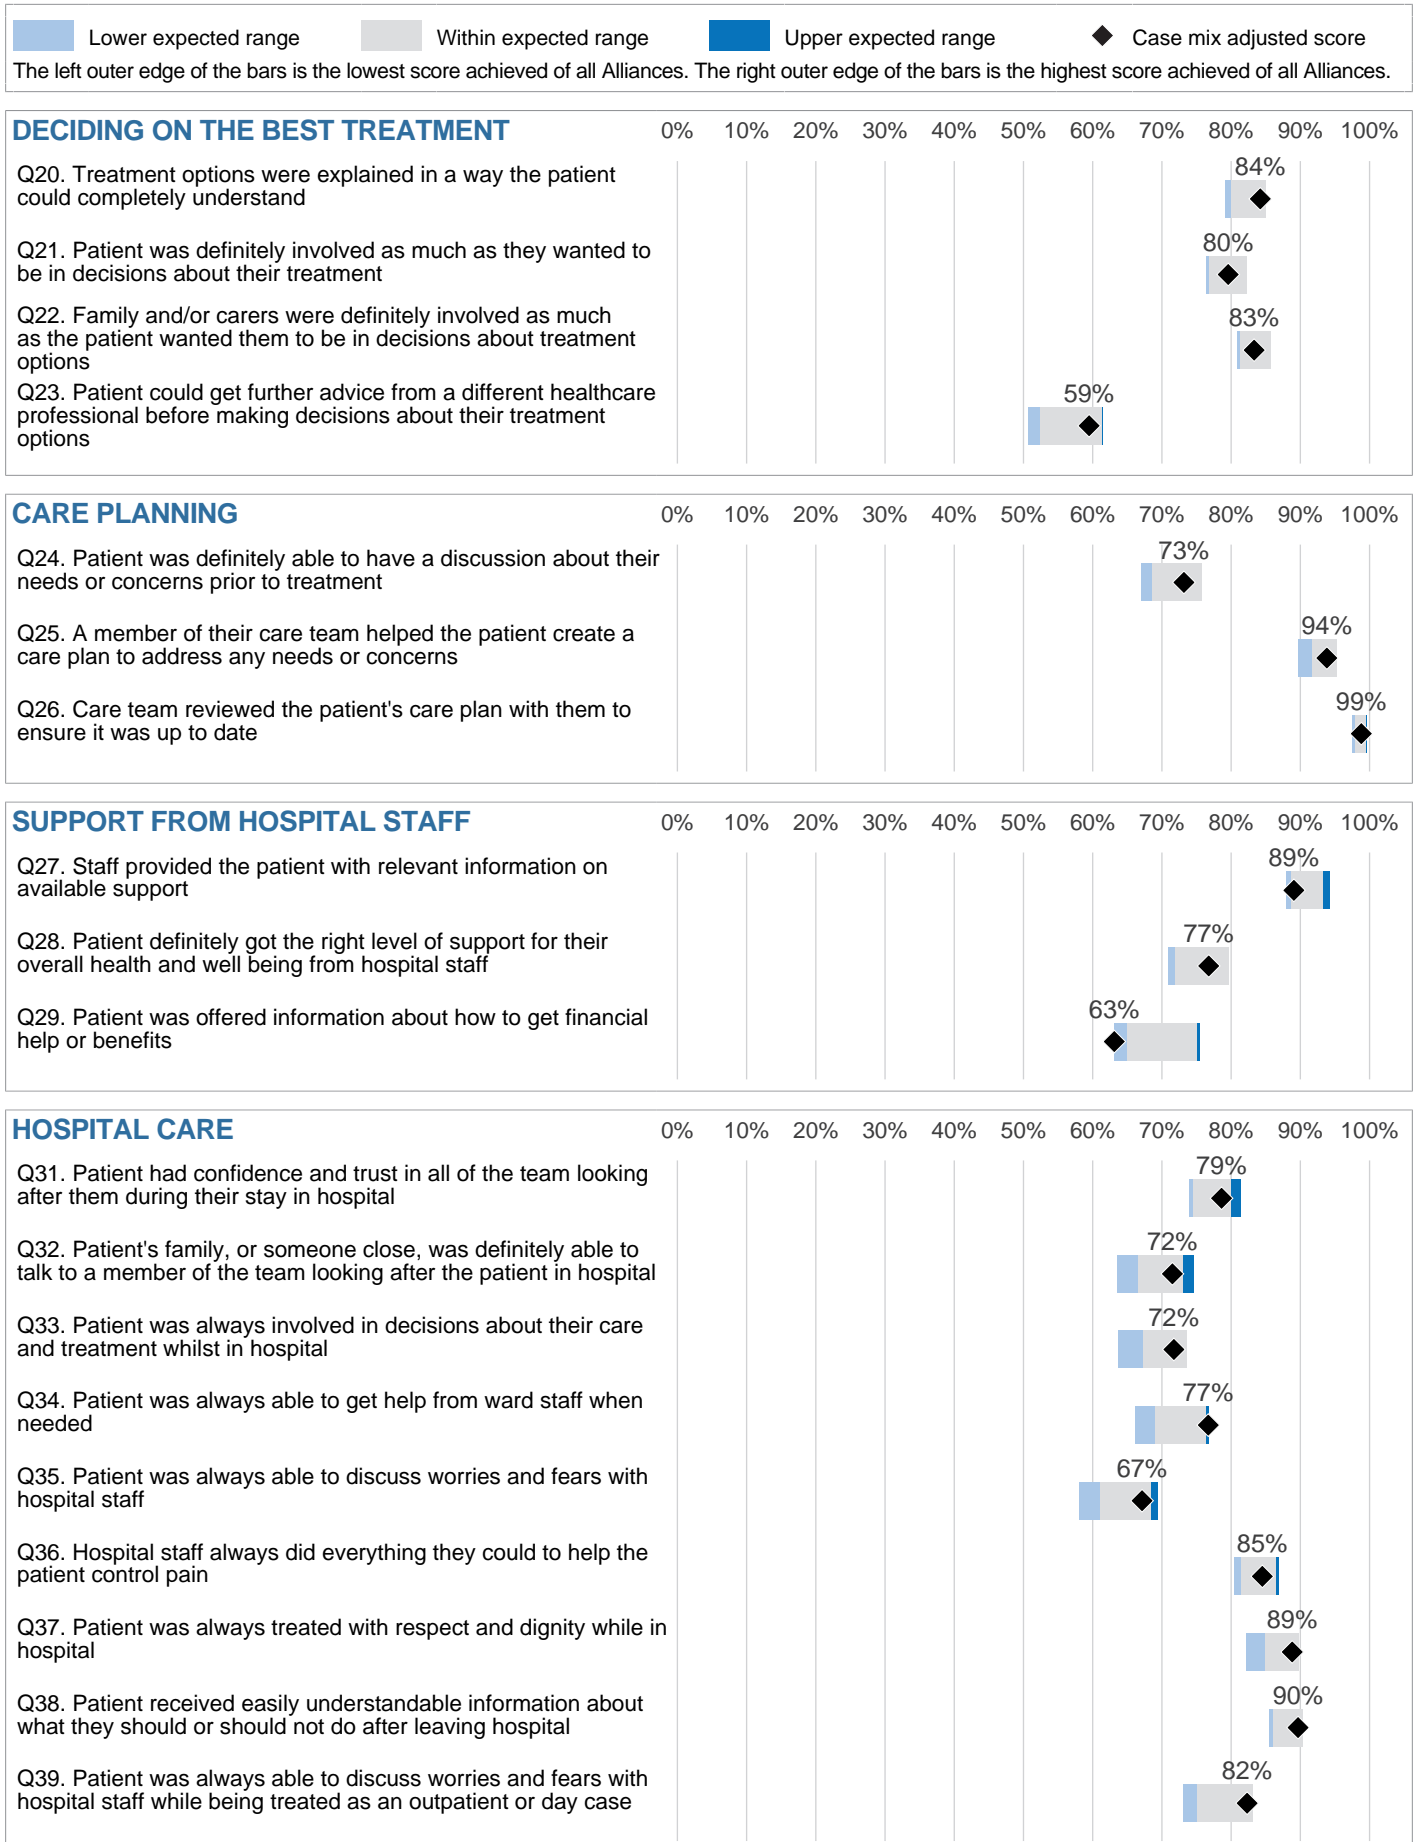 Lower expected range Within expected range Upper expected range Case mix adjusted score
The left outer edge of the bars is the lowest score achieved of all Alliances. The right outer edge of the bars is the highest score achieved of all Alliances.
DECIDING ON THE BEST TREATMENT 0% 10% 20% 30% 40% 50% 60% 70% 80% 90% 100%
84%
Q20. Treatment options were explained in a way the patient
could completely understand
80%
Q21. Patient was definitely involved as much as they wanted to
be in decisions about their treatment
83%
Q22. Family and/or carers were definitely involved as much
as the patient wanted them to be in decisions about treatment
options
59%
Q23. Patient could get further advice from a different healthcare
professional before making decisions about their treatment
options
CARE PLANNING 0% 10% 20% 30% 40% 50% 60% 70% 80% 90% 100%
73%
Q24. Patient was definitely able to have a discussion about their
needs or concerns prior to treatment
94%
Q25. A member of their care team helped the patient create a
care plan to address any needs or concerns
99%
Q26. Care team reviewed the patient's care plan with them to
ensure it was up to date
SUPPORT FROM HOSPITAL STAFF 0% 10% 20% 30% 40% 50% 60% 70% 80% 90% 100%
89%
Q27. Staff provided the patient with relevant information on
available support
77%
Q28. Patient definitely got the right level of support for their
overall health and well being from hospital staff
63%
Q29. Patient was offered information about how to get financial
help or benefits
HOSPITAL CARE 0% 10% 20% 30% 40% 50% 60% 70% 80% 90% 100%
79%
Q31. Patient had confidence and trust in all of the team looking
after them during their stay in hospital
72%
Q32. Patient's family, or someone close, was definitely able to
talk to a member of the team looking after the patient in hospital
72%
Q33. Patient was always involved in decisions about their care
and treatment whilst in hospital
77%
Q34. Patient was always able to get help from ward staff when
needed
67%
Q35. Patient was always able to discuss worries and fears with
hospital staff
85%
Q36. Hospital staff always did everything they could to help the
patient control pain
89%
Q37. Patient was always treated with respect and dignity while in
hospital
90%
Q38. Patient received easily understandable information about
what they should or should not do after leaving hospital
82%
Q39. Patient was always able to discuss worries and fears with
hospital staff while being treated as an outpatient or day case